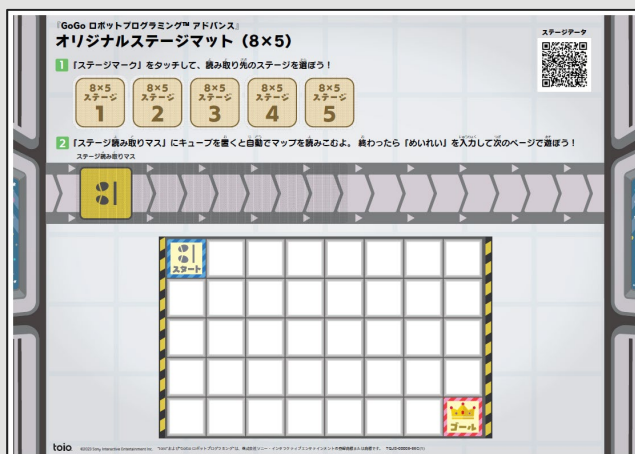 『GoGo ロボットプログラミング™ アドバンス』
オリジナルステージマット（8×5）
ステージデータ
1 「ステージマーク」をタッチして、読み取り先のステージを遊ぼう！
8×5 ステージ 1
8×5 ステージ 2
8×5 ステージ 3
8×5 ステージ 4
8×5 ステージ 5
2 「ステージ読み取りマス」にキューブを置くと自動でマップを読みこむよ。 終わったら「めいれい」を入力して次のページで遊ぼう！
ステージ読み取りマス
スタート
ゴール
toio ©2023 Sony Interactive Entertainment Inc.